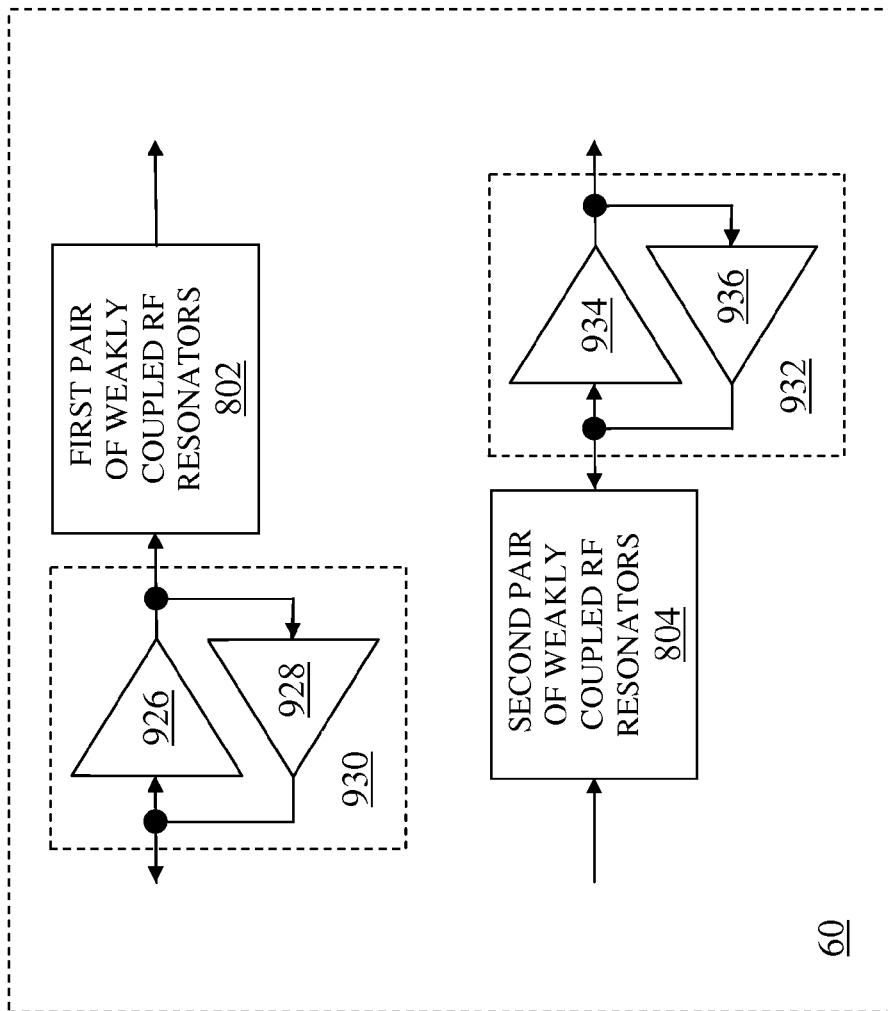 FIRST PAIR
OF WEAKLY
COUPLED RF
RESONATORS
802
926
928
930
SECOND PAIR
OF WEAKLY
COUPLED RF
RESONATORS
804
934
936
932
60